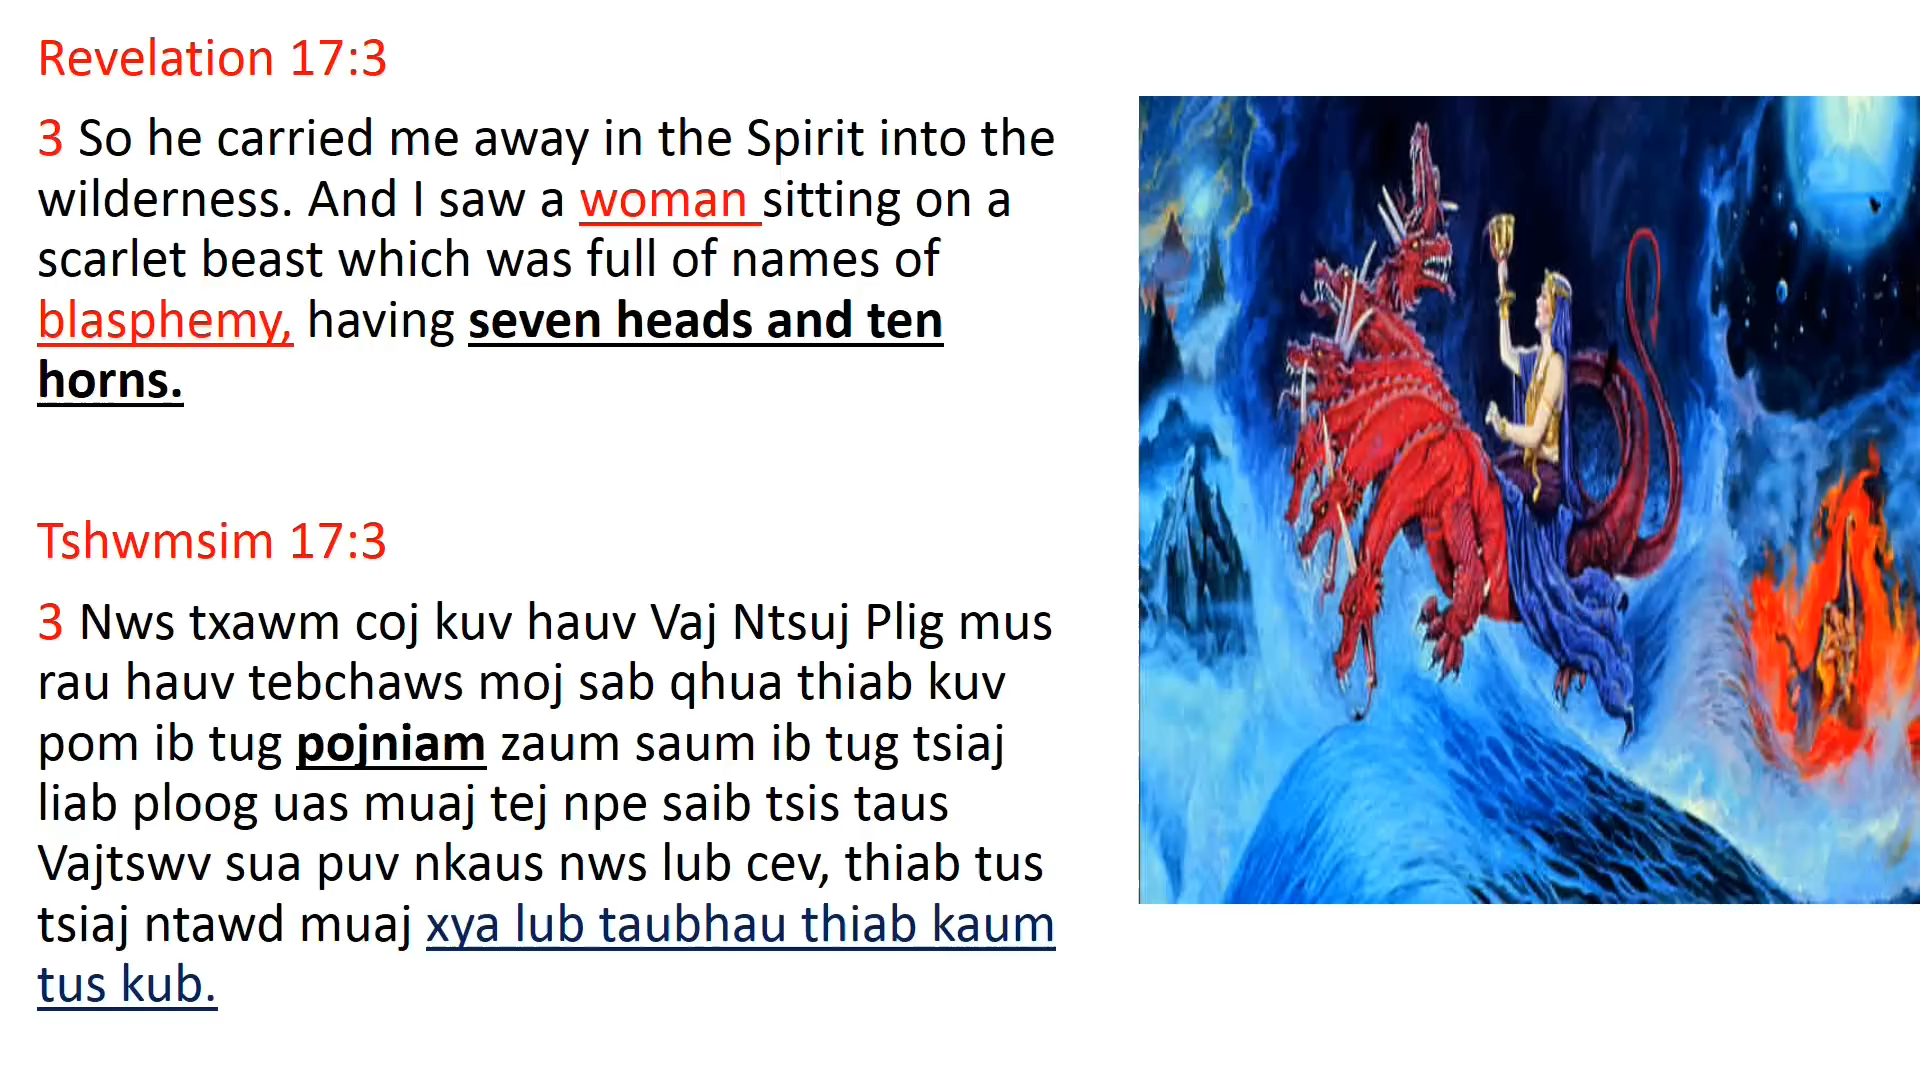 Revelation 17:3
3 So he carried me away in the Spirit into the
wilderness. And I saw a woman sitting on a
scarlet beast which was full of names of
blasphemy, having seven heads and ten
horns.
Tshwmsim 17:3
3 Nws txawm coj kuv hauv Vaj Ntsuj Plig mus
rau hauv tebchaws moj sab qhua thiab kuv
pom ib tug pojniam zaum saum ib tug tsiaj
liab ploog uas muaj tej npe saib tsis taus
Vajtswv sua puv nkaus nws lub cev, thiab tus
tsiaj ntawd muaj xya lub taubhau thiab kaum
tus kub.